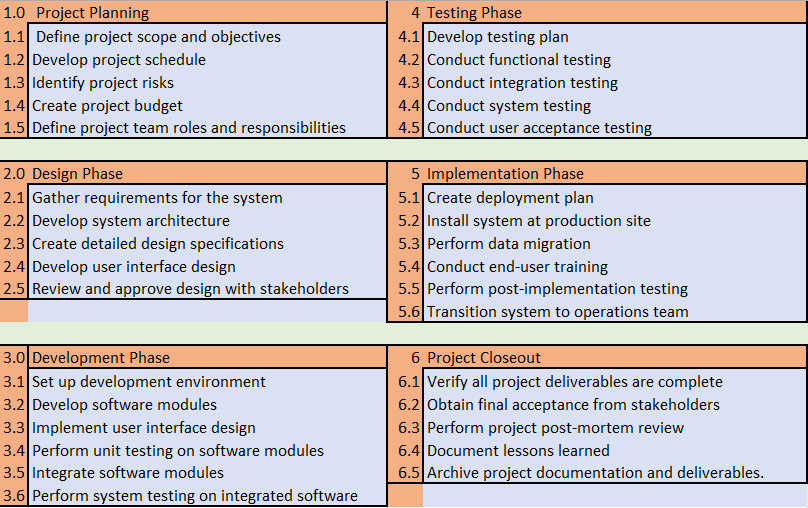 1.0 Project Planning
1.1 Define project scope and objectives
1.2 Develop project schedule
1.3 Identify project risks
1.4 Create project budget
1.5 Define project team roles and responsibilities
2.0 Design Phase
2.1 Gather requirements for the system
2.2 Develop system architecture
2.3 Create detailed design specifications
2.4 Develop user interface design
2.5 Review and approve design with stakeholders
3.0 Development Phase
3.1 Set up development environment
3.2 Develop software modules
3.3 Implement user interface design
3.4 Perform unit testing on software modules
3.5 Integrate software modules
3.6 Perform system testing on integrated software
4 Testing Phase
4.1 Develop testing plan
4.2 Conduct functional testing
4.3 Conduct integration testing
4.4 Conduct system testing
4.5 Conduct user acceptance testing
5 Implementation Phase
5.1 Create deployment plan
5.2 Install system at production site
5.3 Perform data migration
5.4 Conduct end-user training
5.5 Perform post-implementation testing
5.6 Transition system to operations team
6 Project Closeout
6.1 Verify all project deliverables are complete
6.2 Obtain final acceptance from stakeholders
6.3 Perform project post-mortem review
6.4 Document lessons learned
6.5 Archive project documentation and deliverables.